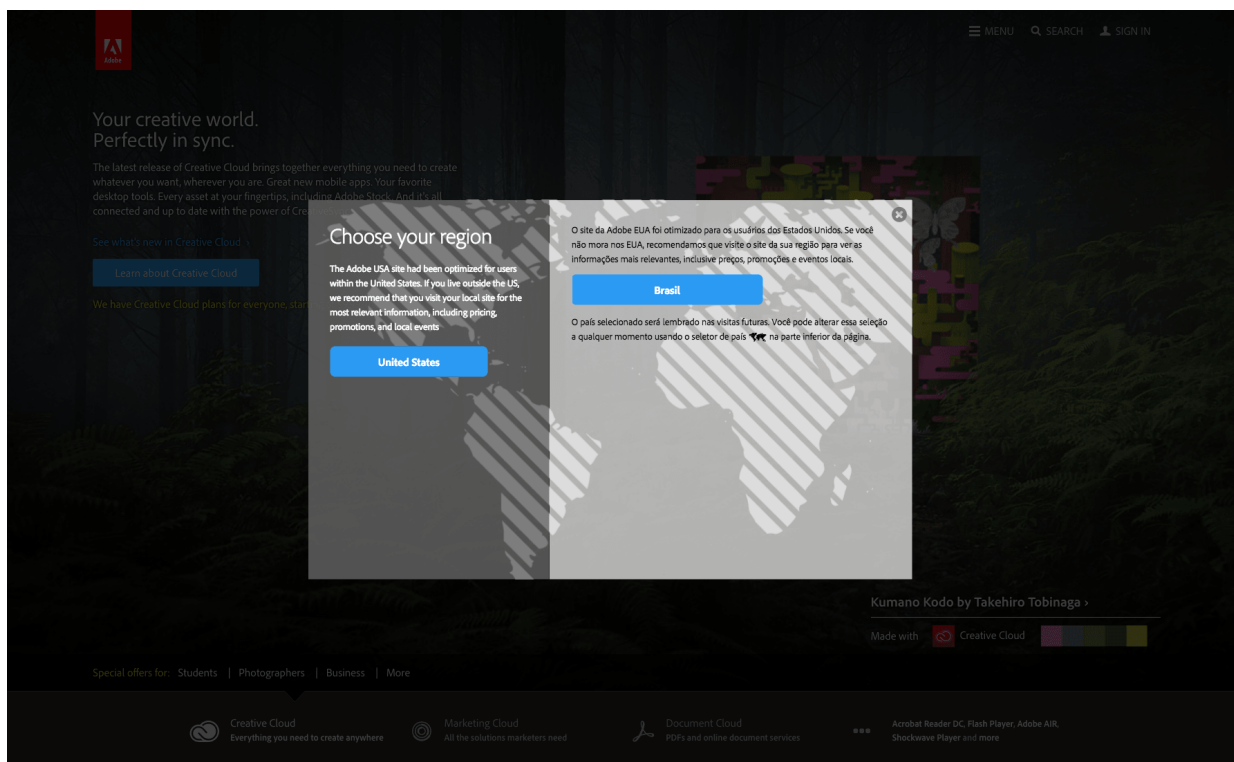 Adobe
MENU
SEARCH
SIGN IN
Your creative world.
Perfectly in sync.
The latest release of Creative Cloud brings together everything you need to create
whatever you want, wherever you are. Great new mobile apps. Your favorite
desktop tools. Every asset at your fingertips, including Adobe Stock. And it's all
connected and up to date with the power of
See what's new in Creative Cloud ›
Learn about Creative Cloud
We have Creative Cloud plans for everyone,
Choose your region
The Adobe USA site had been optimized for users
within the United States. If you live outside the US,
we recommend that you visit your local site for the
most relevant information, including pricing,
promotions, and local events
United States
O site da Adobe EUA foi otimizado para os usuários dos Estados Unidos. Se você
não mora nos EUA, recomendamos que visite o site da sua região para ver as
informações mais relevantes, inclusive preços, promoções e eventos locais.
Brasil
O país selecionado será lembrado nas visitas futuras. Você pode alterar essa seleção
a qualquer momento usando o seletor de país na parte inferior da página.
Kumano Kodo by Takehiro Tobinaga ›
Made with Creative Cloud
Special offers for: Students | Photographers | Business | More
Creative Cloud
Everything you need to create anywhere
Marketing Cloud
All the solutions marketers need
Document Cloud
PDFs and online document services
Acrobat Reader DC, Flash Player, Adobe AIR,
Shockwave Player and more